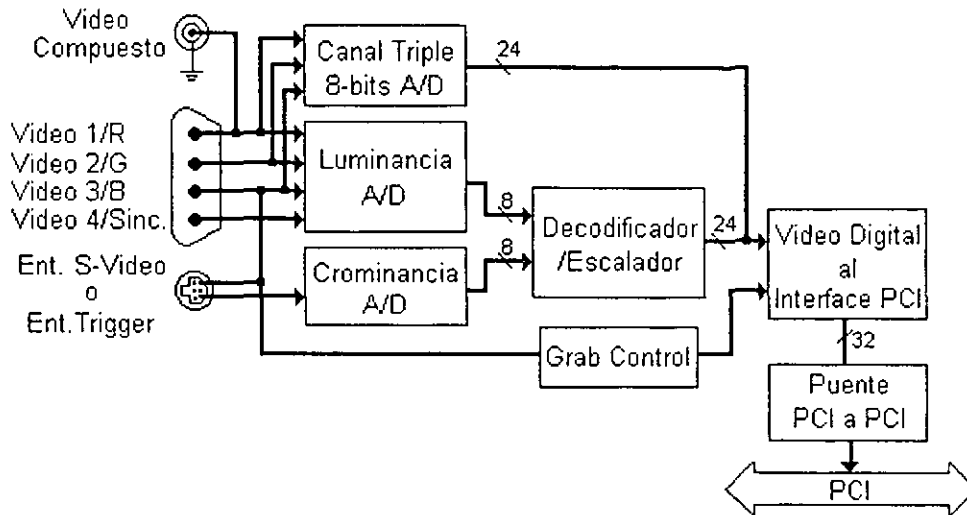 Video
Compuesto
Canal Triple
8-bits A/D
24
Video 1/R
Video 2/G
Video 3/B
Video 4/Sinc.
Luminancia
A/D
8
8
Decodificador
/Escalador
24
Video Digital
al
Interface PCI
Ent. S-Video
o
Ent.Trigger
Crominancia
A/D
Grab Control
32
Puente
PCI a PCI
PCI